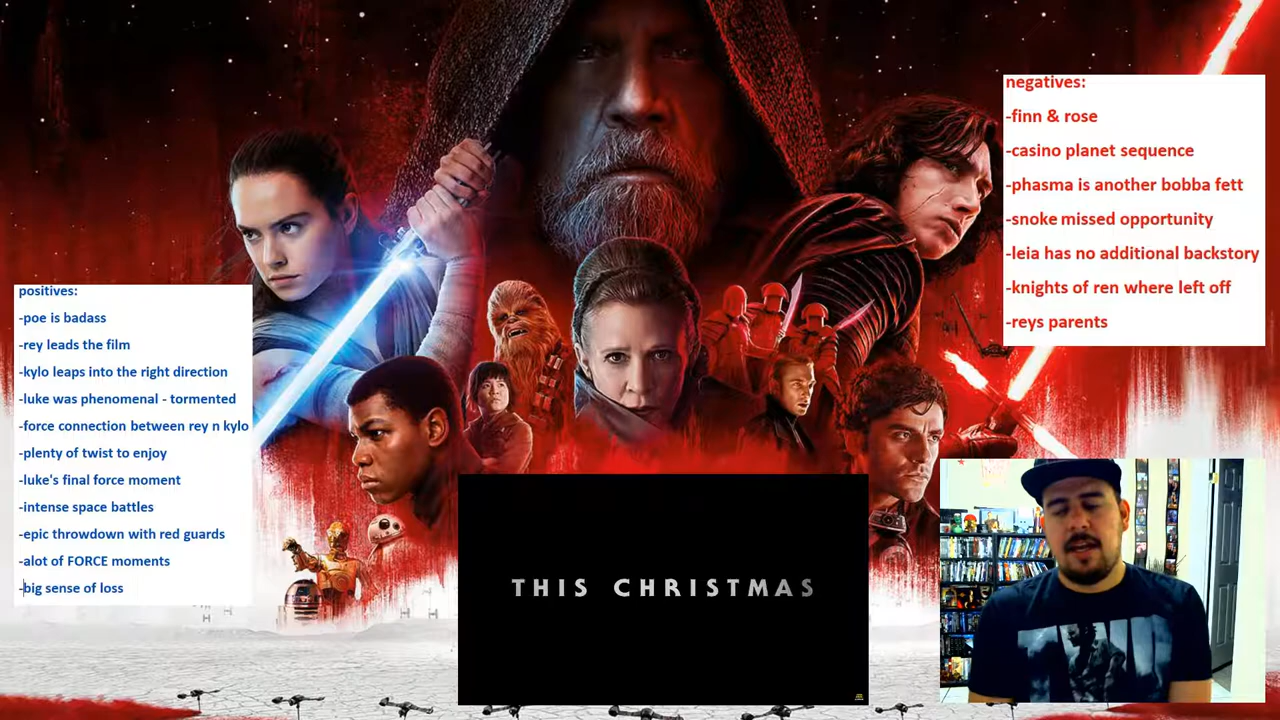 positives:
-poe is badass
-rey leads the film
-kylo leaps into the right direction
-luke was phenomenal - tormented
-force connection between rey n kylo
-plenty of twist to enjoy
-luke's final force moment
-intense space battles
-epic throwdown with red guards
-alot of FORCE moments
-big sense of loss
THIS CHRISTMAS
negatives:
-finn & rose
-casino planet sequence
-phasma is another bobba fett
-snoke missed opportunity
-leia has no additional backstory
-knights of ren where left off
-reys parents